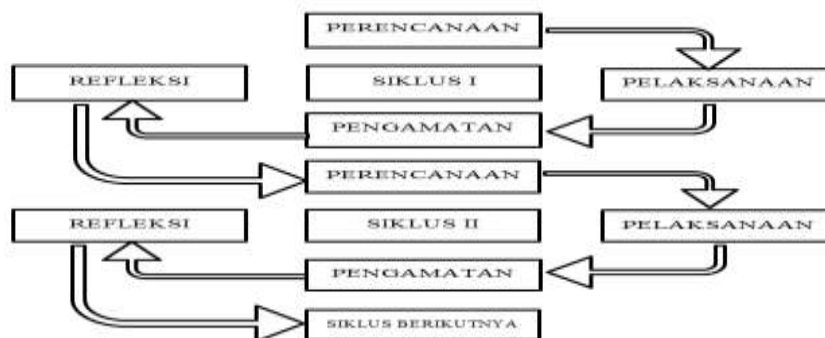 PERENCANAAN
REFLEKSI
SIKLUS I
PELAKSANAAN
PENGAMATAN
PERENCANAAN
REFLEKSI
SIKLUS II
PELAKSANAAN
PENGAMATAN
SIKLUS BERIKUTNYA